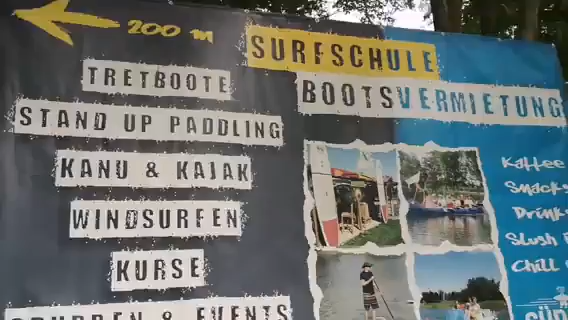 200 m
SURFSCHULE
BOOTSVERMIETUNG
TRETBOOTE
STAND UP PADDLING
KANU & KAJAK
WINDSURFEN
KURSE
GRUPPEN & EVENTS
Kaffee
Snacks
Drinks
Slush
Chill